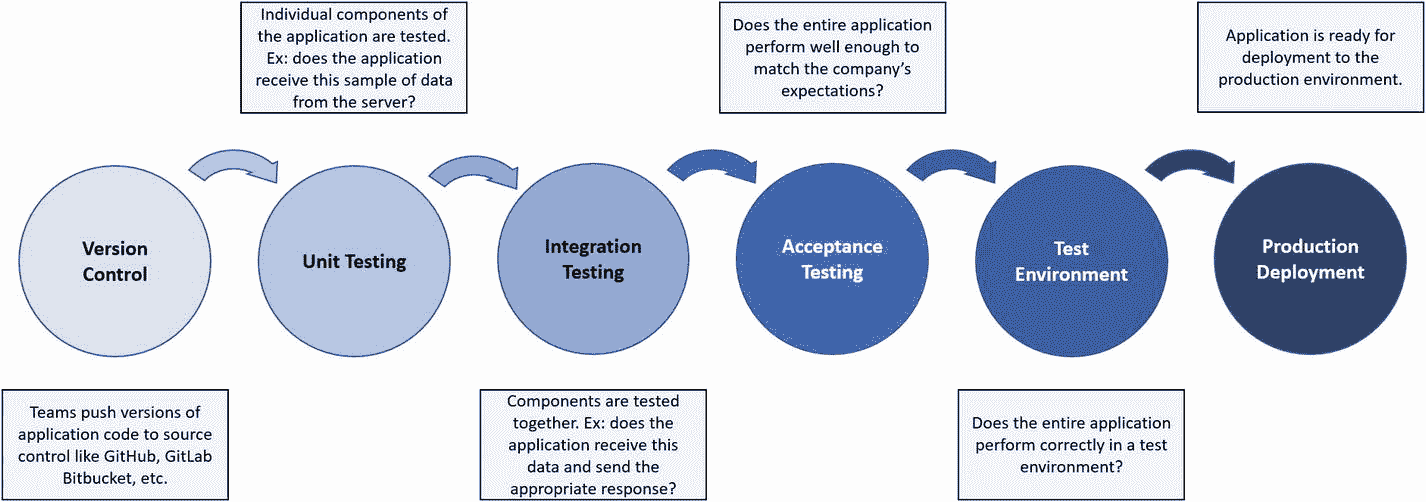 Individual components of
the application are tested.
Ex: does the application
receive this sample of data
from the server?
Does the entire application
perform well enough to
match the company’s
expectations?
Application is ready for
deployment to the
production environment.
Version
Control
Unit Testing
Integration
Testing
Acceptance
Testing
Test
Environment
Production
Deployment
Teams push versions of
application code to source
control like GitHub, GitLab
Bitbucket, etc.
Components are tested
together. Ex: does the
application receive this
data and send the
appropriate response?
Does the entire application
perform correctly in a test
environment?